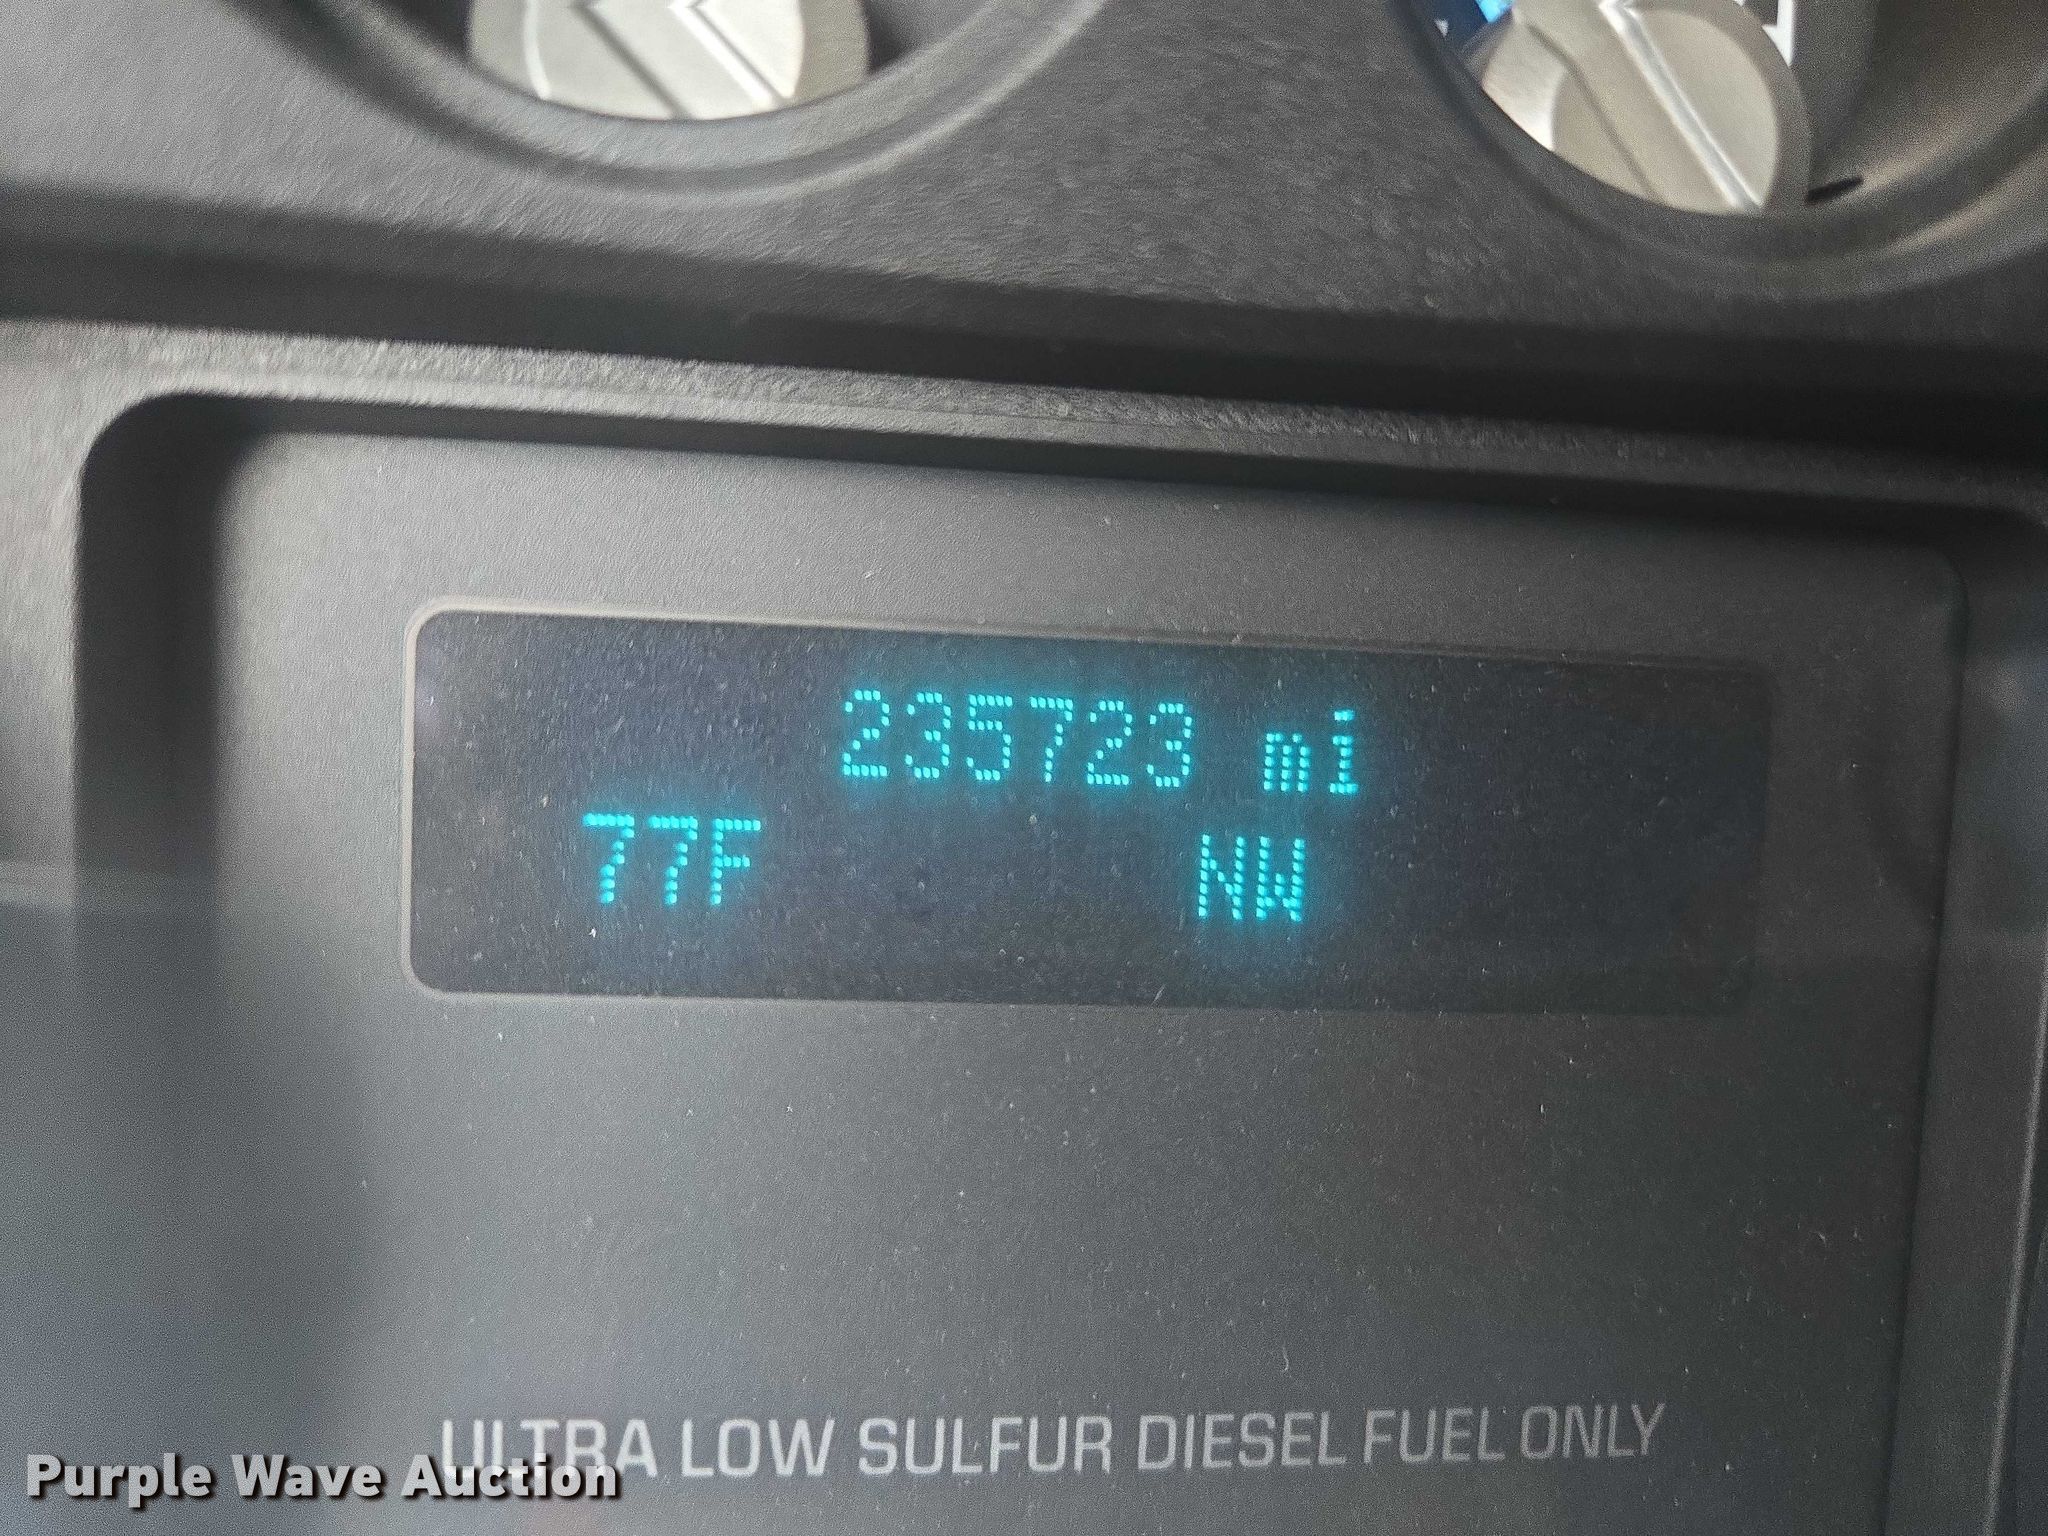 235723 mi
77F NW
ULTRA LOW SULFUR DIESEL FUEL ONLY
Purple Wave Auction